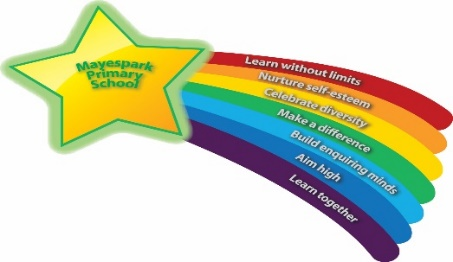 Mayespark
Primary
School
Learn without limits
Nurture self-esteem
Celebrate diversity
Make a difference
Build enquiring minds
Aim high
Learn together